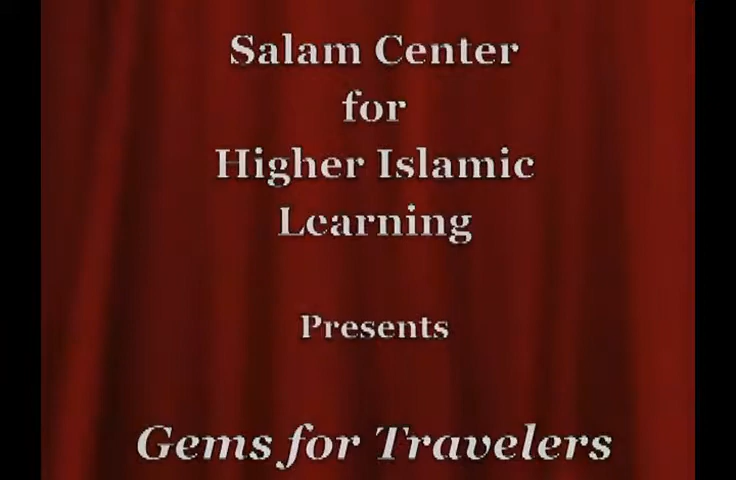 Salam Center
for
Higher Islamic
Learning
Presents
Gems for Travelers